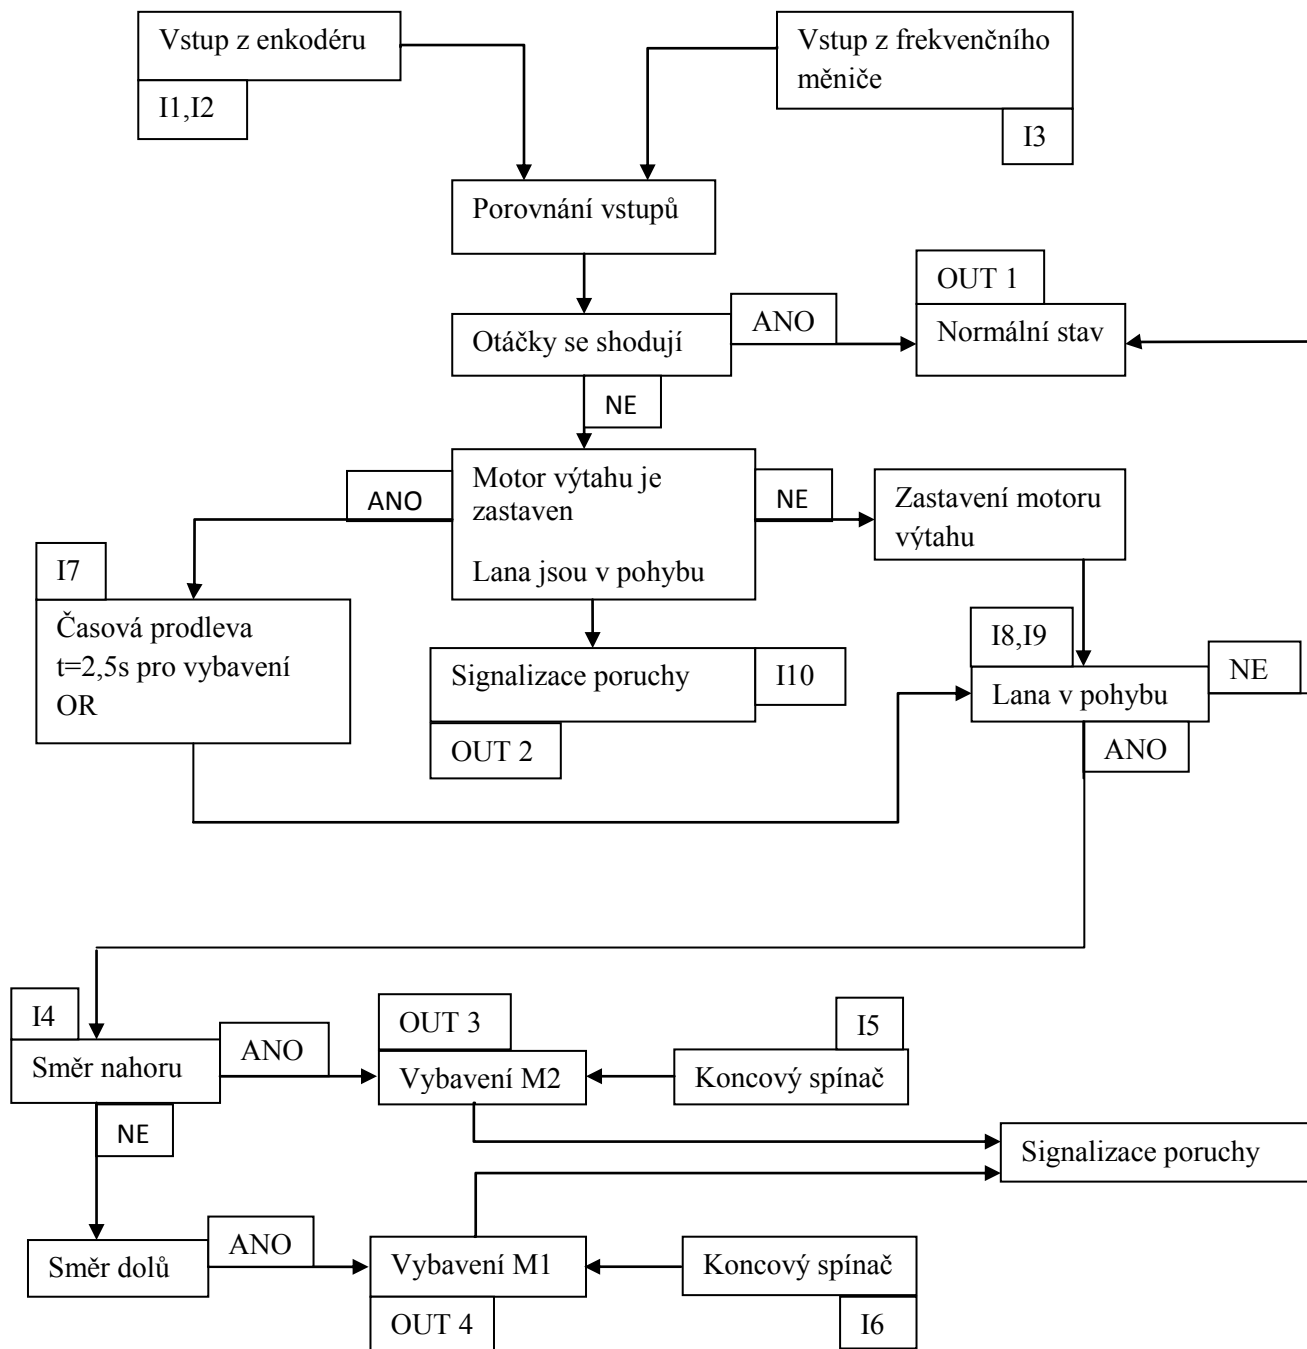 Vstup z enkodéru
I1,I2
Vstup z frekvenčního
měniče
I3
Porovnání vstupů
OUT 1
Otáčky se shodují
ANO
Normální stav
NE
ANO
Motor výtahu je
zastaven
Lana jsou v pohybu
NE
Zastavení motoru
výtahu
I7
Časová prodleva
t=2,5s pro vybavení
OR
Signalizace poruchy
I10
OUT 2
I8,I9
Lana v pohybu
NE
ANO
I4
Směr nahoru
ANO
OUT 3
Vybavení M2
I5
Koncový spínač
NE
Signalizace poruchy
Směr dolů
ANO
Vybavení M1
OUT 4
Koncový spínač
I6